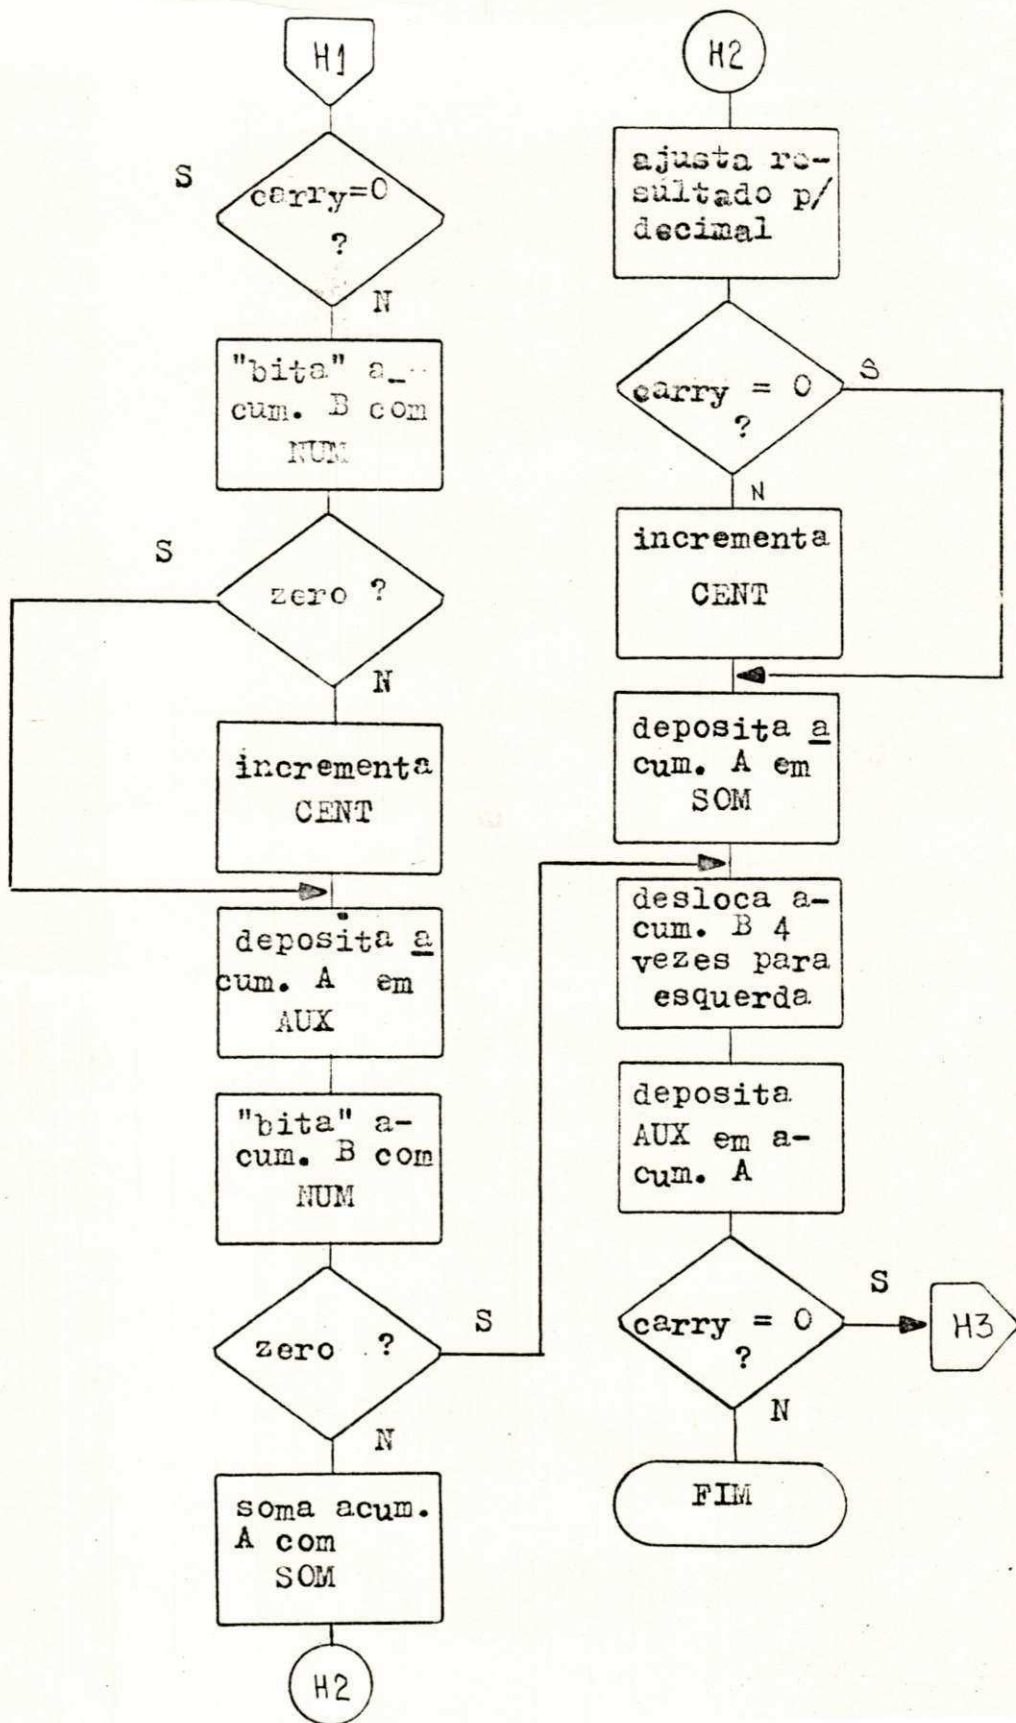 H1
S
carry=0
?
N
"bita" a-
cum. B com
NUM
S
zero ?
N
incrementa
CENT
deposita a
cum. A em
AUX
"bita" a-
cum. B com
NUM
zero ?
S
N
soma acum.
A com
SOM
H2
H2
ajusta re-
sultado p/
decimal
carry = 0
?
S
N
incrementa
CENT
deposita a
cum. A em
SOM
desloca a-
cum. B 4
vezes para
esquerda
deposita
AUX em a-
cum. A
carry = 0
?
S
H3
N
FIM